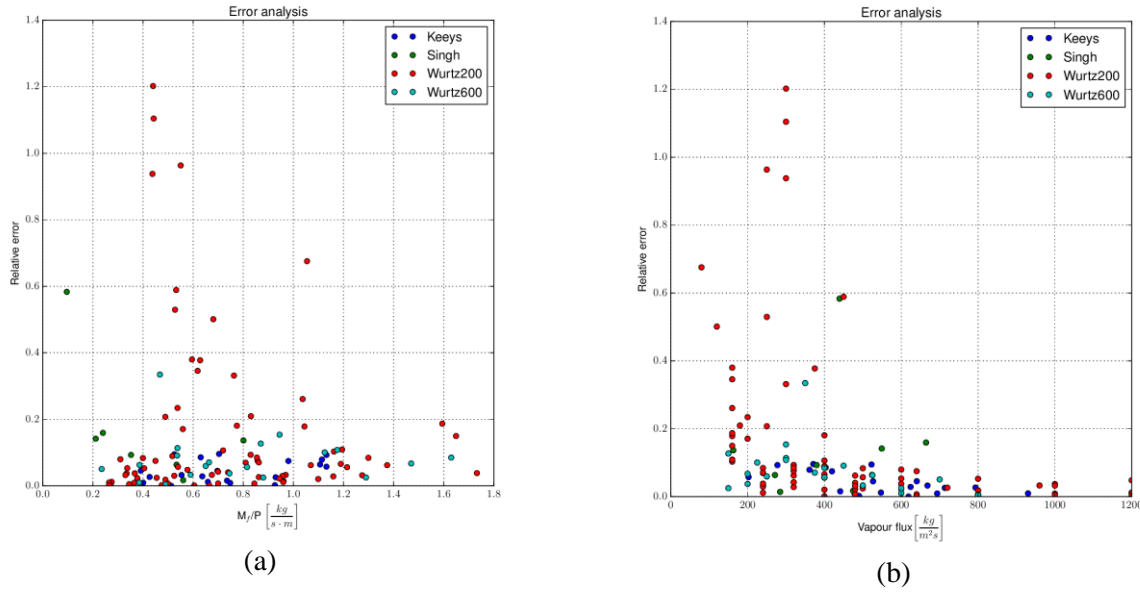 Error analysis
1.4
1.2
1.0
0.8
0.6
0.4
0.2
0.0
Relative error
0.0 0.2 0.4 0.6 0.8 1.0 1.2 1.4 1.6 1.8
M_f/P [kg / s · m]
Keeys
Singh
Wurtz200
Wurtz600
(a)
Error analysis
1.4
1.2
1.0
0.8
0.6
0.4
0.2
0.0
Relative error
0 200 400 600 800 1000 1200
Vapour flux [kg / m²s]
Keeys
Singh
Wurtz200
Wurtz600
(b)